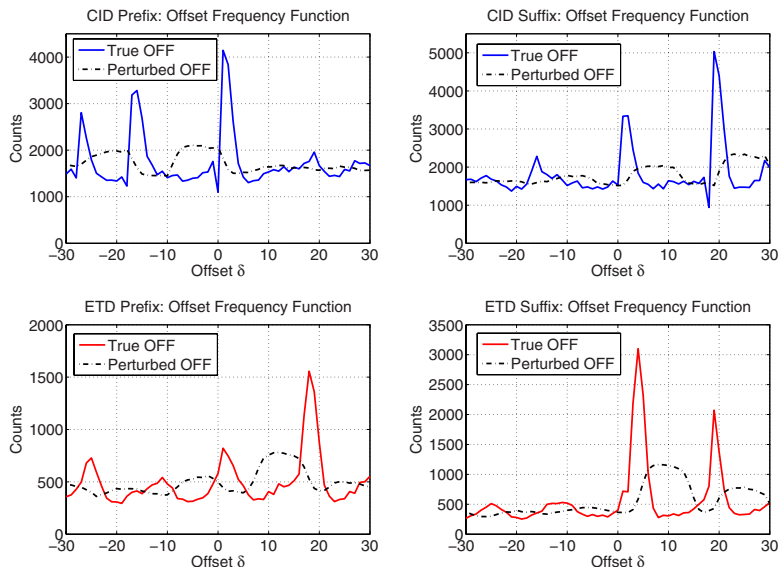 CID Prefix: Offset Frequency Function
4000
3000
2000
1000
0
Counts
True OFF
Perturbed OFF
−30 −20 −10 0 10 20 30
Offset δ
CID Suffix: Offset Frequency Function
5000
4000
3000
2000
1000
0
Counts
True OFF
Perturbed OFF
−30 −20 −10 0 10 20 30
Offset δ
ETD Prefix: Offset Frequency Function
2000
1500
1000
500
0
Counts
True OFF
Perturbed OFF
−30 −20 −10 0 10 20 30
Offset δ
ETD Suffix: Offset Frequency Function
3500
3000
2500
2000
1500
1000
500
0
Counts
True OFF
Perturbed OFF
−30 −20 −10 0 10 20 30
Offset δ